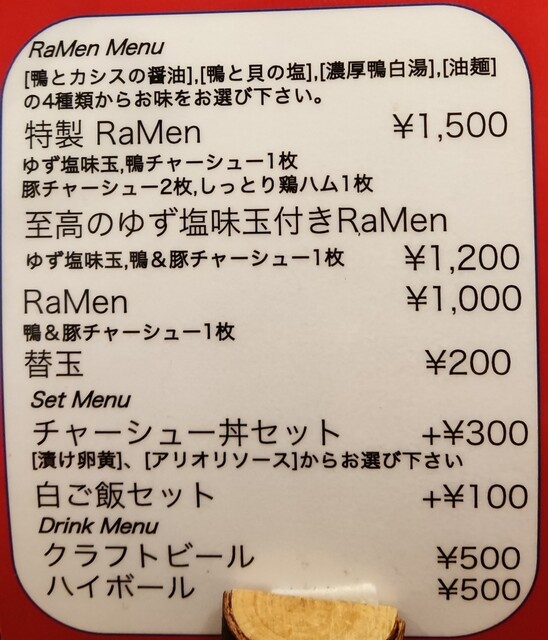 RaMen Menu
[鴨とカシスの醤油],[鴨と貝の塩],[濃厚鴨白湯],[油麺]
の4種類からお味をお選び下さい。
特製 RaMen ¥1,500
ゆず塩味玉,鴨チャーシュー1枚
豚チャーシュー2枚,しっとり鶏ハム1枚
至高のゆず塩味玉付きRaMen
ゆず塩味玉,鴨&豚チャーシュー1枚 ¥1,200
RaMen ¥1,000
鴨&豚チャーシュー1枚
替玉 ¥200
Set Menu
チャーシュー丼セット +¥300
[漬け卵黄]、[アリオリソース]からお選び下さい
白ご飯セット +¥100
Drink Menu
クラフトビール ¥500
ハイボール ¥500